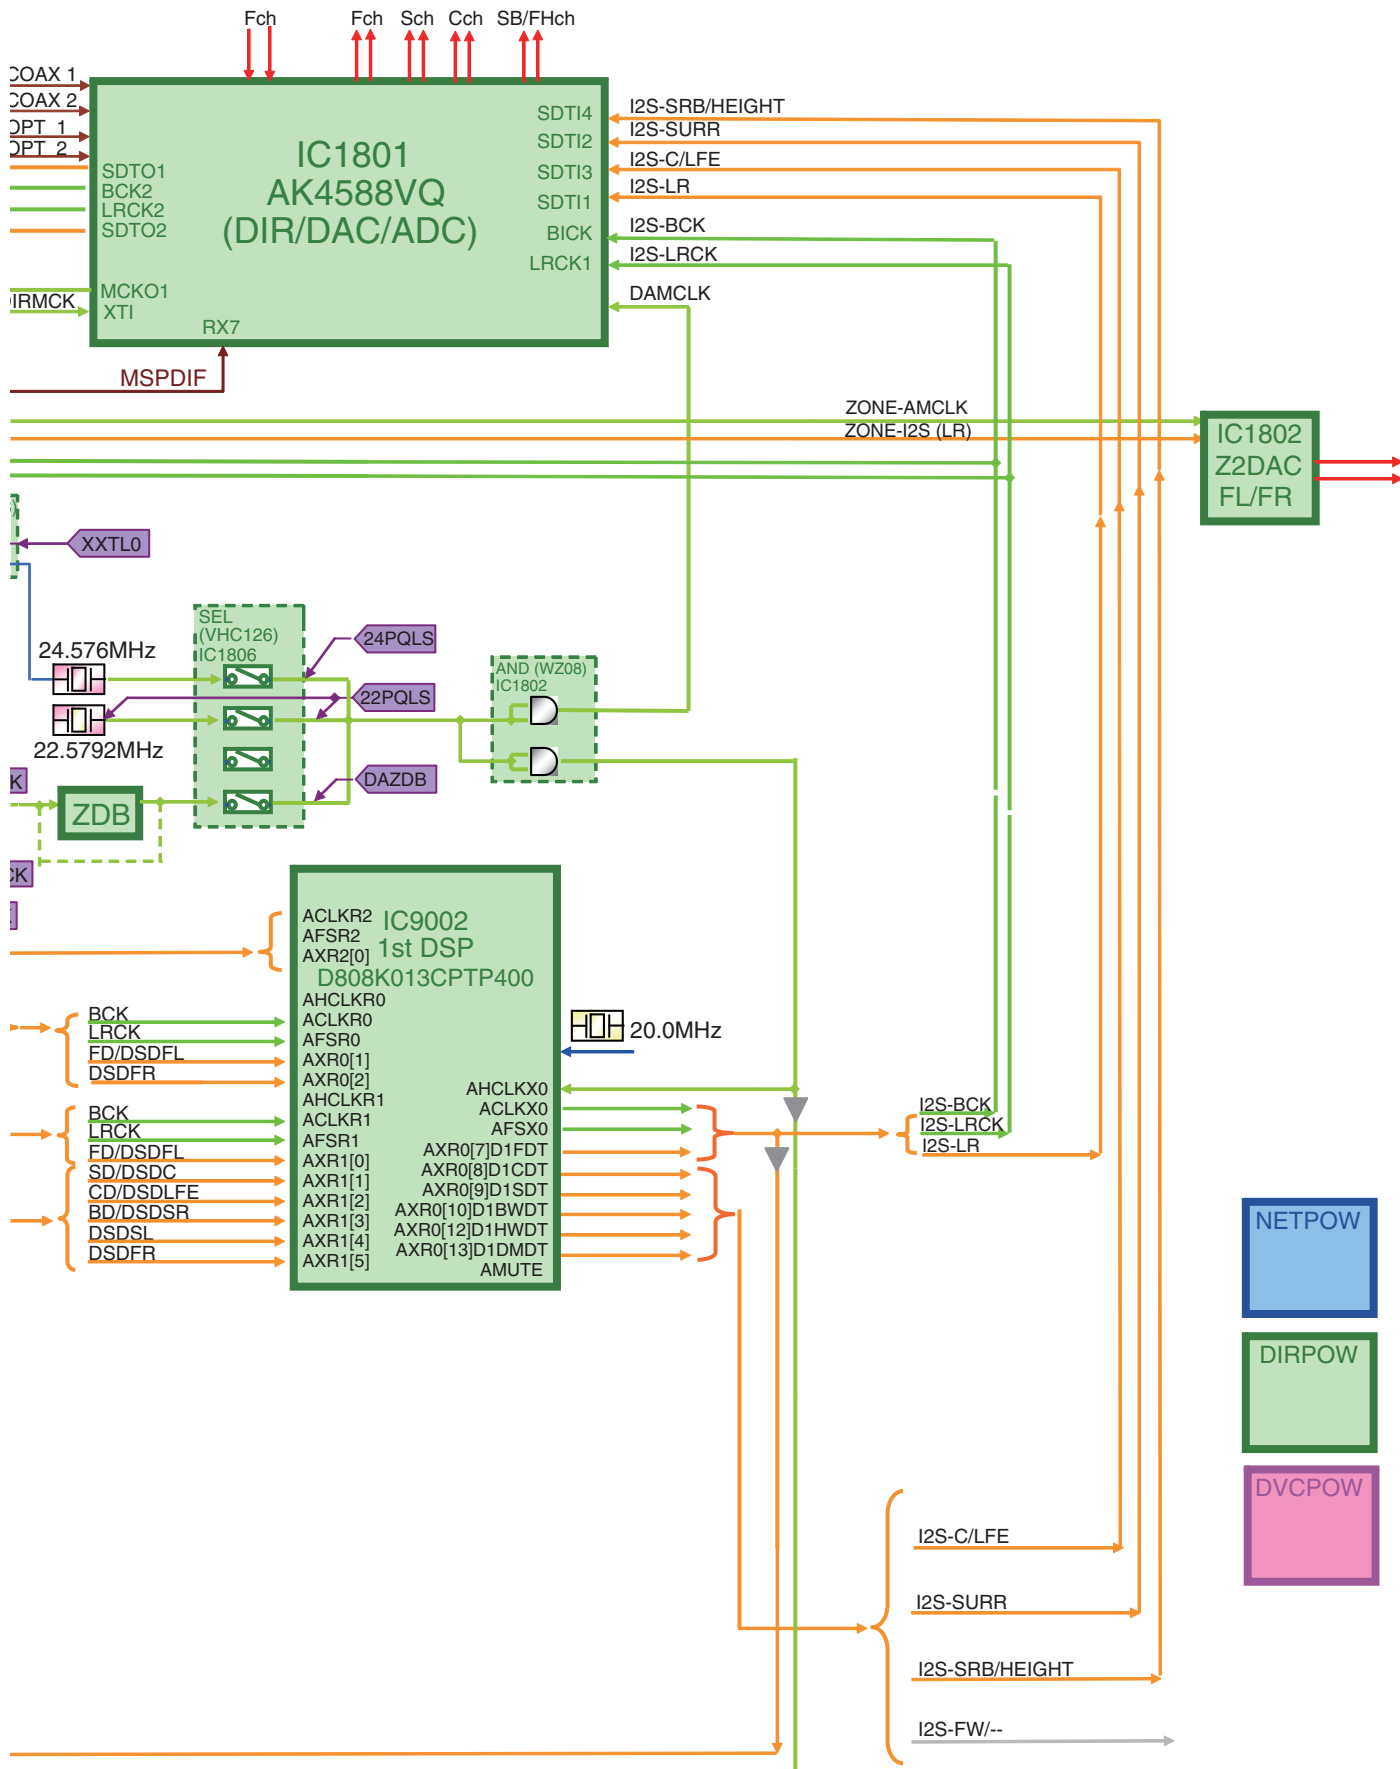 Fch
Fch Sch Cch SB/FHch
COAX 1
COAX 2
OPT 1
OPT 2
SDTO1
BCK2
LRCK2
SDTO2
MCKO1
IRMCK
XTI
RX7
IC1801
AK4588VQ
(DIR/DAC/ADC)
SDTI4
SDTI2
SDTI3
SDTI1
BICK
LRCK1
I2S-SRB/HEIGHT
I2S-SURR
I2S-C/LFE
I2S-LR
I2S-BCK
I2S-LRCK
DAMCLK
MSPDIF
ZONE-AMCLK
ZONE-I2S (LR)
IC1802
Z2DAC
FL/FR
XXTL0
SEL
(VHC126)
IC1806
24.576MHz
22.5792MHz
24PQLS
22PQLS
DAZDB
AND (WZ08)
IC1802
K
ZDB
CK
IC9002
1st DSP
D808K013CPTP400
ACLKR2
AFSR2
AXR2[0]
AHCLKR0
ACLKR0
AFSR0
AXR0[1]
AXR0[2]
AHCLKR1
ACLKR1
AFSR1
AXR1[0]
AXR1[1]
AXR1[2]
AXR1[3]
AXR1[4]
AXR1[5]
BCK
LRCK
FD/DSDFL
DSDFR
BCK
LRCK
FD/DSDFL
SD/DSDC
CD/DSDLFE
BD/DSDSR
DSDSL
DSDFR
20.0MHz
AHCLKX0
ACLKX0
AFSX0
AXR0[7]D1FDT
AXR0[8]D1CDT
AXR0[9]D1SDT
AXR0[10]D1BWDT
AXR0[12]D1HWDT
AXR0[13]D1DMDT
AMUTE
I2S-BCK
I2S-LRCK
I2S-LR
NETPOW
DIRPOW
DVCPOW
I2S-C/LFE
I2S-SURR
I2S-SRB/HEIGHT
I2S-FW/--